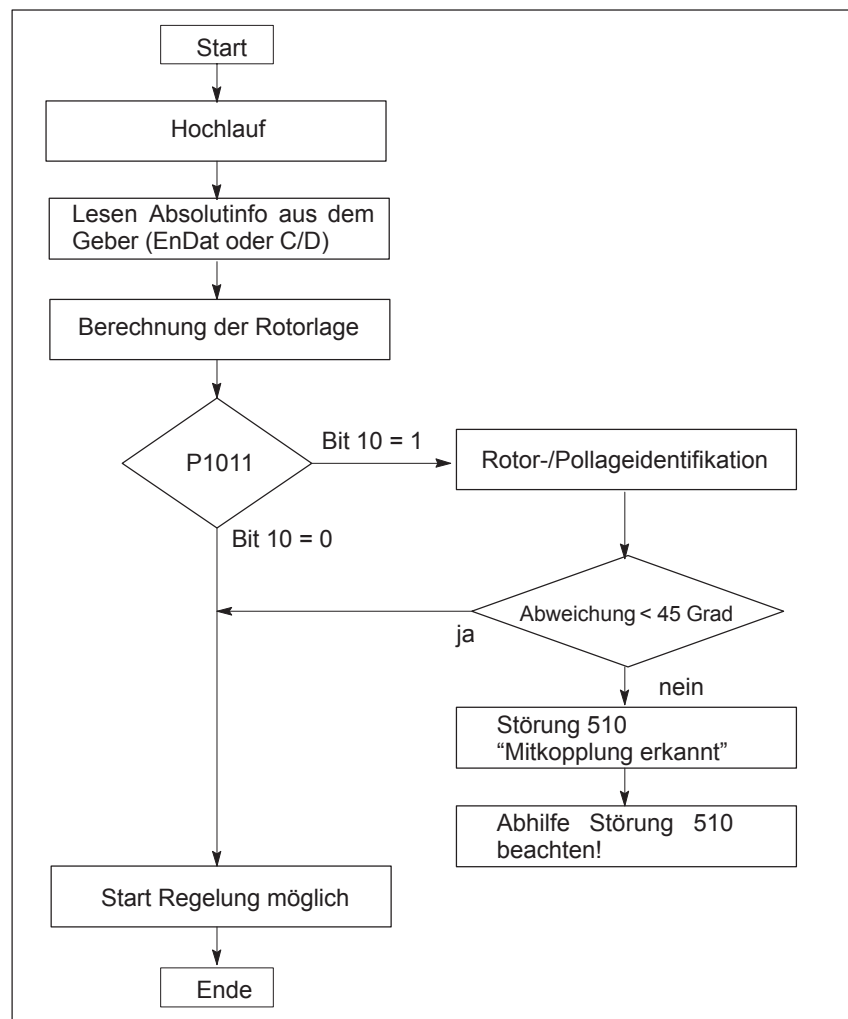 Start
Hochlauf
Lesen Absolutinfo aus dem
Geber (EnDat oder C/D)
Berechnung der Rotorlage
P1011
Bit 10 = 1
Rotor-/Pollageidentifikation
Bit 10 = 0
Abweichung < 45 Grad
ja
nein
Störung 510
“Mitkopplung erkannt”
Abhilfe Störung 510
beachten!
Start Regelung möglich
Ende